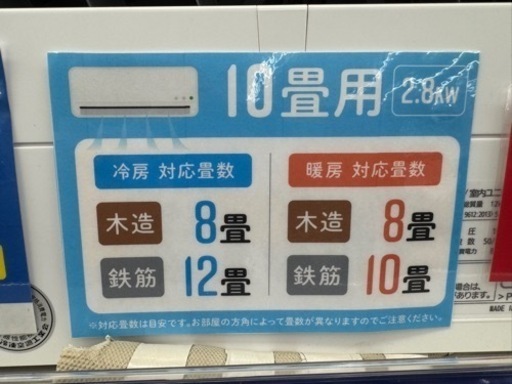 10畳用 2.8kW
冷房 対応畳数
木造 8畳
鉄筋 12畳
暖房 対応畳数
木造 8畳
鉄筋 10畳
※対応畳数は目安です。お部屋の方角によって畳数が異なりますのでご注意ください。